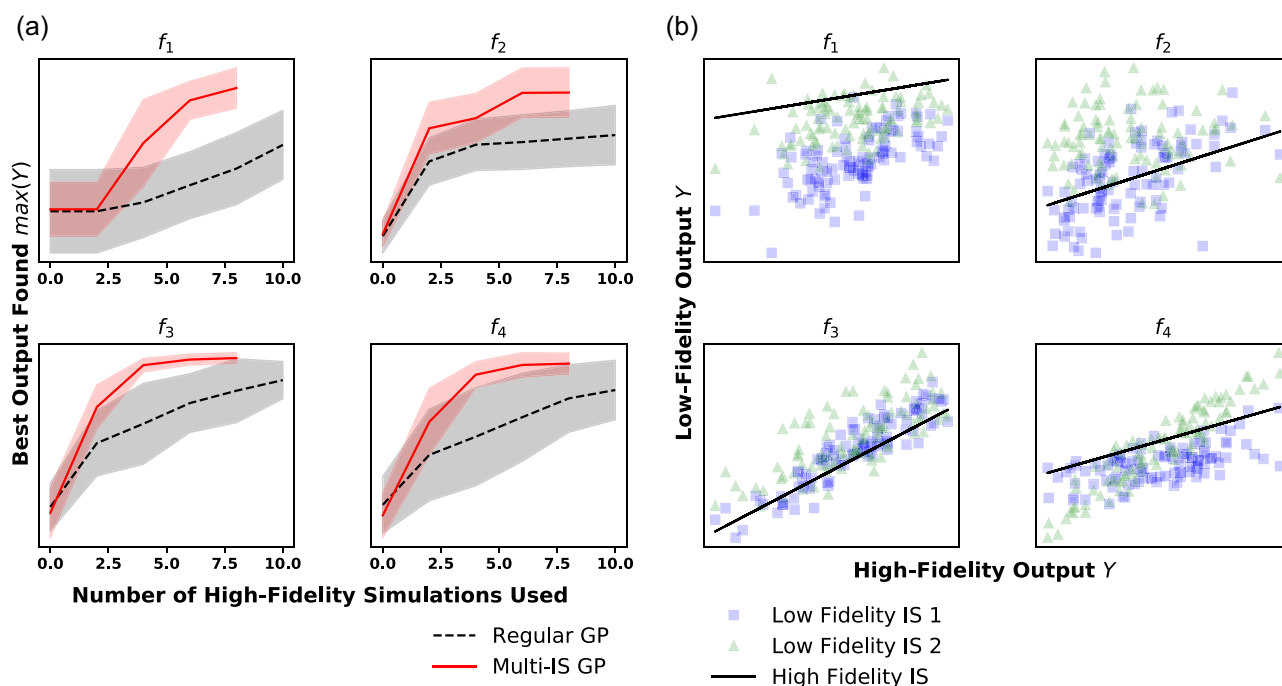 (a)
f1
f2
0.0 2.5 5.0 7.5 10.0
0.0 2.5 5.0 7.5 10.0
f3
f4
0.0 2.5 5.0 7.5 10.0
0.0 2.5 5.0 7.5 10.0
Best Output Found max(Y)
Number of High-Fidelity Simulations Used
Regular GP
Multi-IS GP
(b)
f1
f2
f3
f4
Low-Fidelity Output Y
High-Fidelity Output Y
Low Fidelity IS 1
Low Fidelity IS 2
High Fidelity IS